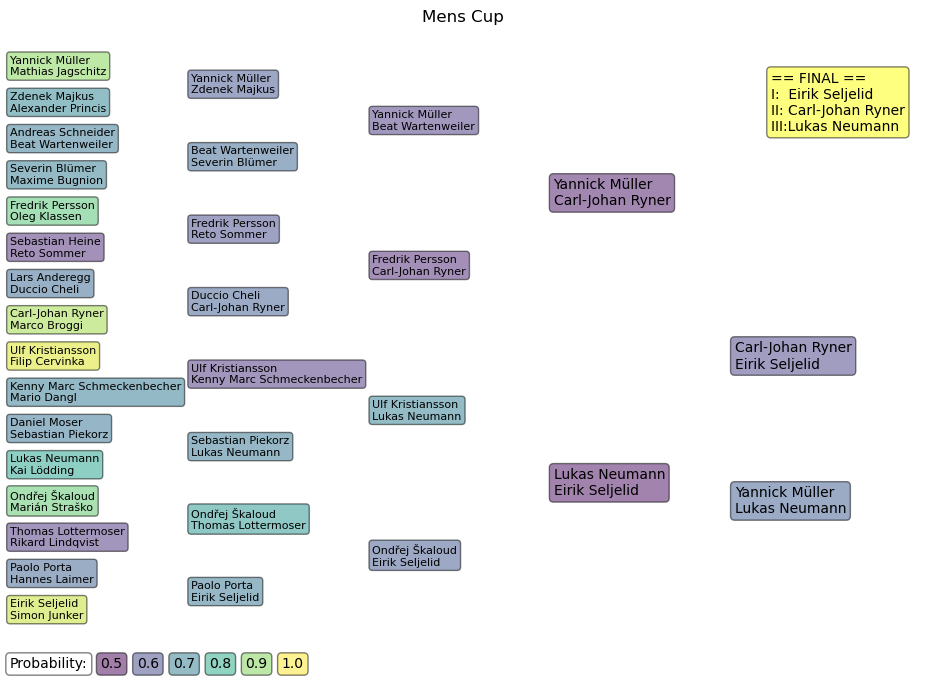 Mens Cup
Yannick Müller
Mathias Jagschitz
Zdenek Majkus
Alexander Princis
Andreas Schneider
Beat Wartenweiler
Severin Blümer
Maxime Bugnion
Fredrik Persson
Oleg Klassen
Sebastian Heine
Reto Sommer
Lars Anderegg
Duccio Cheli
Carl-Johan Ryner
Marco Broggi
Ulf Kristiansson
Filip Cervinka
Kenny Marc Schmeckenbecher
Mario Dangl
Daniel Moser
Sebastian Piekorz
Lukas Neumann
Kai Lödding
Ondřej Škaloud
Marián Straško
Thomas Lottermoser
Rikard Lindqvist
Paolo Porta
Hannes Laimer
Eirik Seljelid
Simon Junker
Yannick Müller
Zdenek Majkus
Beat Wartenweiler
Severin Blümer
Fredrik Persson
Reto Sommer
Duccio Cheli
Carl-Johan Ryner
Ulf Kristiansson
Kenny Marc Schmeckenbecher
Sebastian Piekorz
Lukas Neumann
Ondřej Škaloud
Thomas Lottermoser
Paolo Porta
Eirik Seljelid
Yannick Müller
Beat Wartenweiler
Fredrik Persson
Carl-Johan Ryner
Ulf Kristiansson
Lukas Neumann
Ondřej Škaloud
Eirik Seljelid
Yannick Müller
Carl-Johan Ryner
Lukas Neumann
Eirik Seljelid
Carl-Johan Ryner
Eirik Seljelid
Yannick Müller
Lukas Neumann
== FINAL ==
I:  Eirik Seljelid
II: Carl-Johan Ryner
III:Lukas Neumann
Probability: 0.5 0.6 0.7 0.8 0.9 1.0